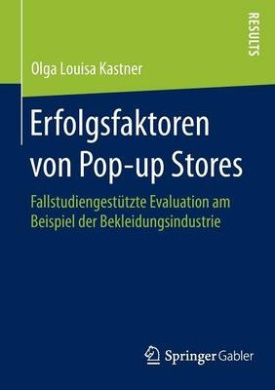 RESULTS
Olga Louisa Kastner
Erfolgsfaktoren
von Pop-up Stores
Fallstudiengestützte Evaluation am
Beispiel der Bekleidungsindustrie
Springer Gabler